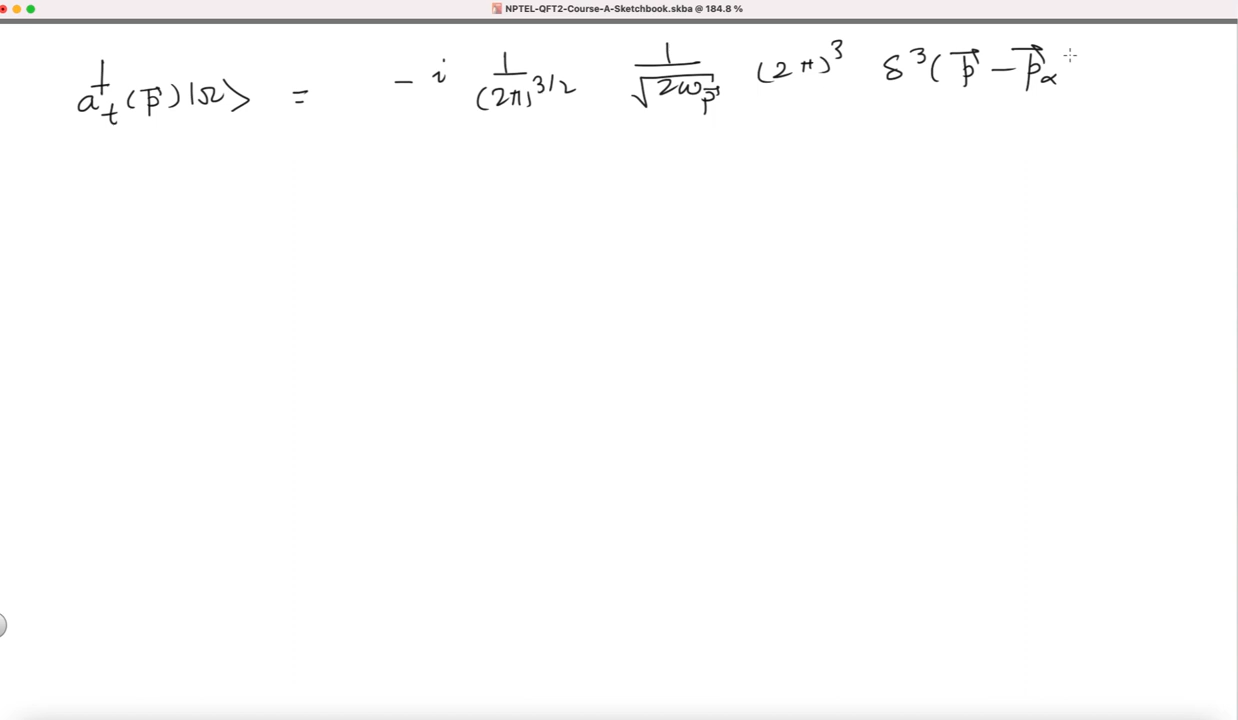 NPTEL-QFT2-Course-A-Sketchbook.skba @ 184.8 %
a†_t (p⃗) |Ω⟩ = - i 1/(2π)^{3/2} 1/√(2ω_p⃗) (2π)^3 δ^3(p⃗ - p⃗_α